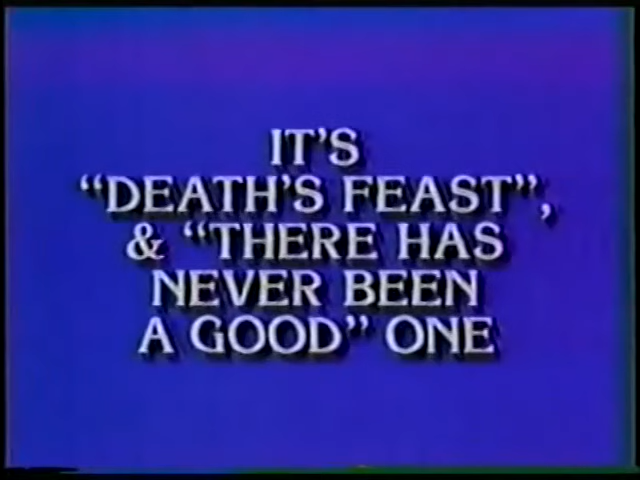 IT'S
"DEATH'S FEAST",
& "THERE HAS
NEVER BEEN
A GOOD" ONE